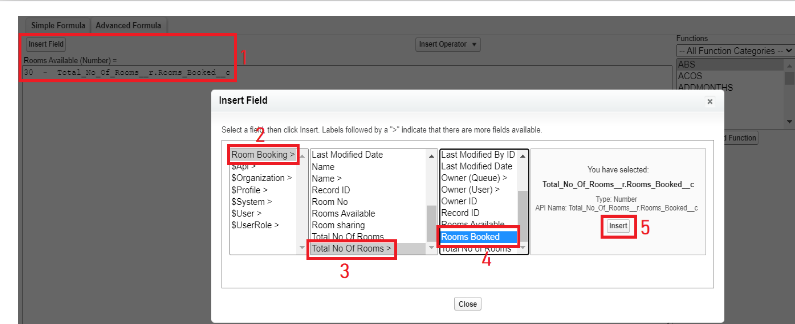 Simple Formula Advanced Formula
Insert Field
1
Insert Operator ▼
Functions
-- All Function Categories --
Rooms Available (Number) =
30 - Total_No_Of_Rooms__r.Rooms_Booked__c
ABS
ACOS
ADDMONTHS
d Function
Insert Field
×
2
Select a field, then click Insert. Labels followed by a ">" indicate that there are more fields available.
Room Booking >
$Api >
$Organization >
$Profile >
$System >
$User >
$UserRole >
Last Modified Date
Name
Name >
Record ID
Room No
Rooms Available
Room sharing
Total No Of Rooms
Total No Of Rooms >
3
Last Modified By ID
Last Modified Date
Owner (Queue) >
Owner (User) >
Owner ID
Record ID
Rooms Available
Rooms Booked
Total No of Rooms
4
You have selected:
Total_No_Of_Rooms__r.Rooms_Booked__c
Type: Number
API Name: Total_No_Of_Rooms__r.Rooms_Booked__c
Insert
5
Close